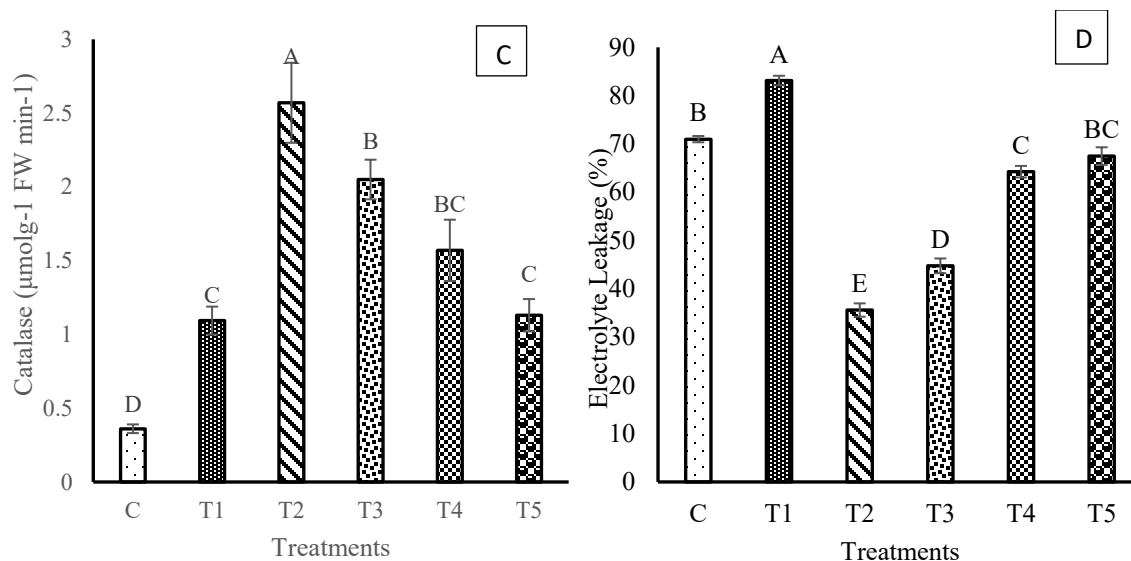 C
Catalase (µmolg-1 FW min-1)
3
2.5
2
1.5
1
0.5
0
D
C
A
B
BC
C
C T1 T2 T3 T4 T5
Treatments
D
Electrolyte Leakage (%)
90
80
70
60
50
40
30
20
10
0
B
A
E
D
C
BC
C T1 T2 T3 T4 T5
Treatments